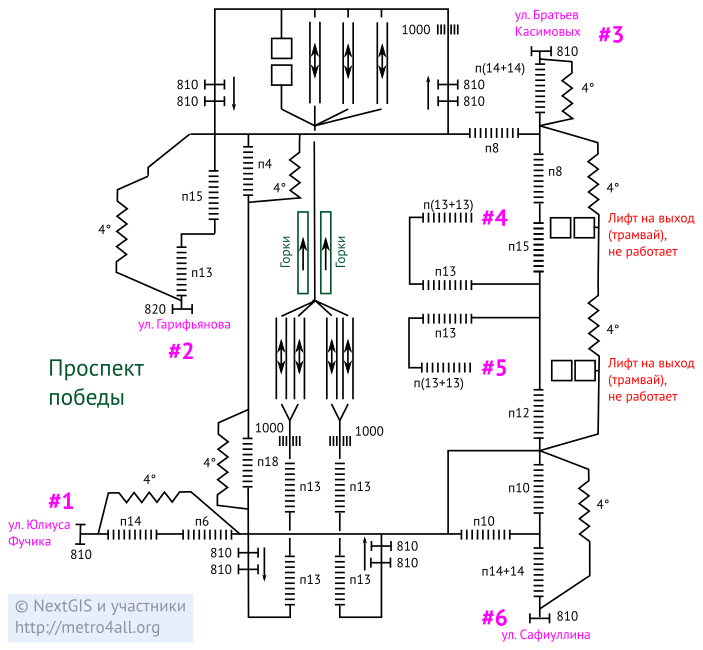 ул. Братьев
Касимовых
#3
810
1000
п(14+14)
4°
810
810
810
810
п8
п4
п8
4°
4°
п15
4°
п(13+13)
#4
Лифт на выход
(трамвай),
не работает
п15
Горки
Горки
п13
п13
820
ул. Гарифьянова
#2
п13
4°
Проспект
победы
#5
п(13+13)
Лифт на выход
(трамвай),
не работает
п12
1000
1000
4°
п18
4°
п13
п13
п10
4°
#1
ул. Юлиуса
Фучика
810
п14
п6
п10
810
810
810
810
п13
п13
п14+14
#6
810
ул. Сафиуллина
© NextGIS и участники
http://metro4all.org